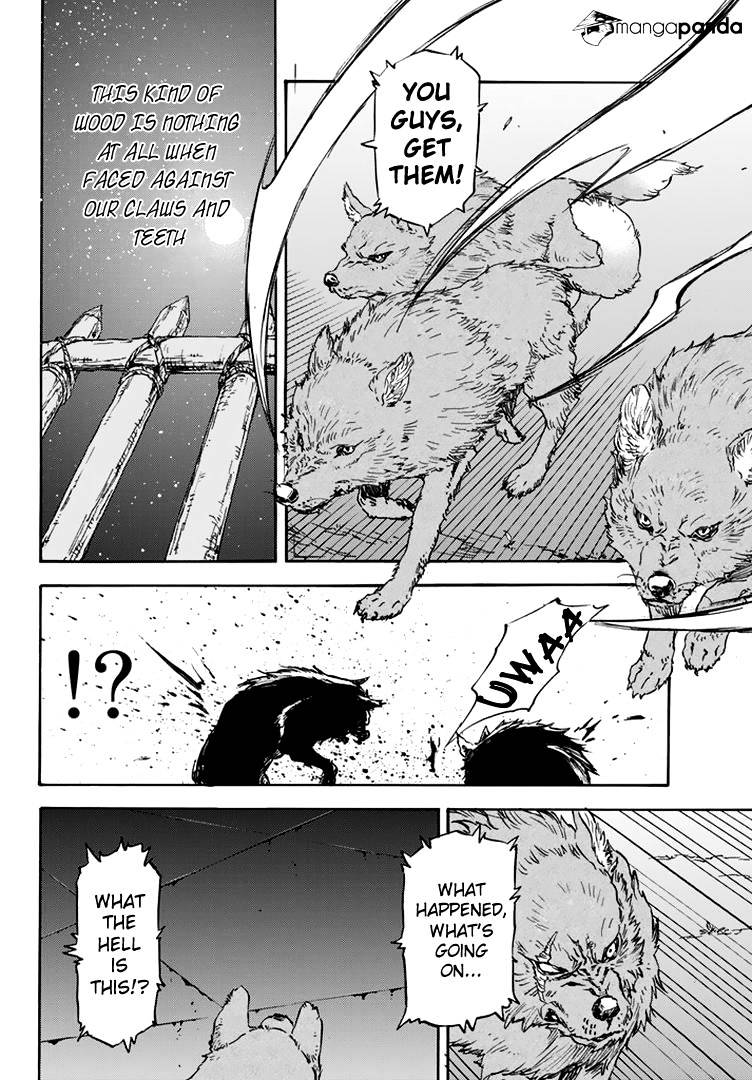 mangapanda
YOU
GUYS,
GET
THEM!
THIS KIND OF
WOOD IS NOTHING
AT ALL WHEN
FACED AGAINST
OUR CLAWS AND
TEETH
UWAA
!?
WHAT
HAPPENED,
WHAT'S
GOING
ON...
WHAT
THE
HELL
IS
THIS!?